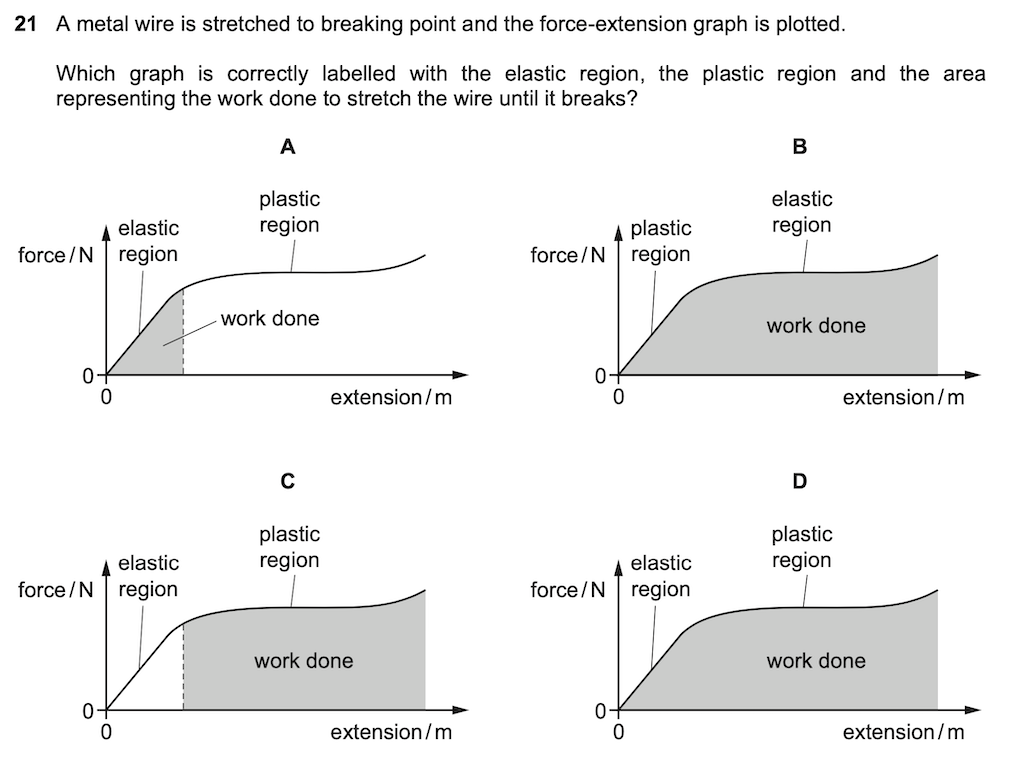 21 A metal wire is stretched to breaking point and the force-extension graph is plotted.
Which graph is correctly labelled with the elastic region, the plastic region and the area
representing the work done to stretch the wire until it breaks?
A
plastic
region
elastic
region
force/N
work done
0
0
extension/m
B
elastic
region
plastic
region
force/N
work done
0
0
extension/m
C
plastic
region
elastic
region
force/N
work done
0
0
extension/m
D
plastic
region
elastic
region
force/N
work done
0
0
extension/m